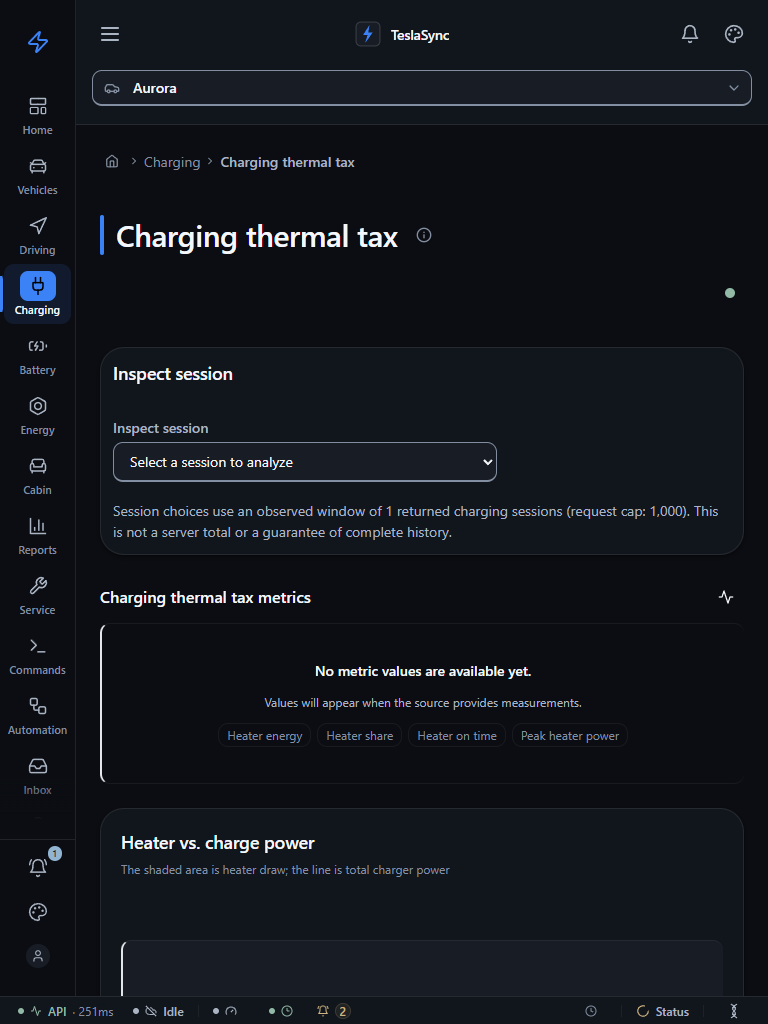 TeslaSync
Aurora
Home
Vehicles
Driving
Charging
Battery
Energy
Cabin
Reports
Service
Commands
Automation
Inbox
1
Charging
Charging thermal tax
Charging thermal tax
Inspect session
Inspect session
Select a session to analyze
Session choices use an observed window of 1 returned charging sessions (request cap: 1,000). This
is not a server total or a guarantee of complete history.
Charging thermal tax metrics
No metric values are available yet.
Values will appear when the source provides measurements.
Heater energy
Heater share
Heater on time
Peak heater power
Heater vs. charge power
The shaded area is heater draw; the line is total charger power
API · 251ms
Idle
2
Status